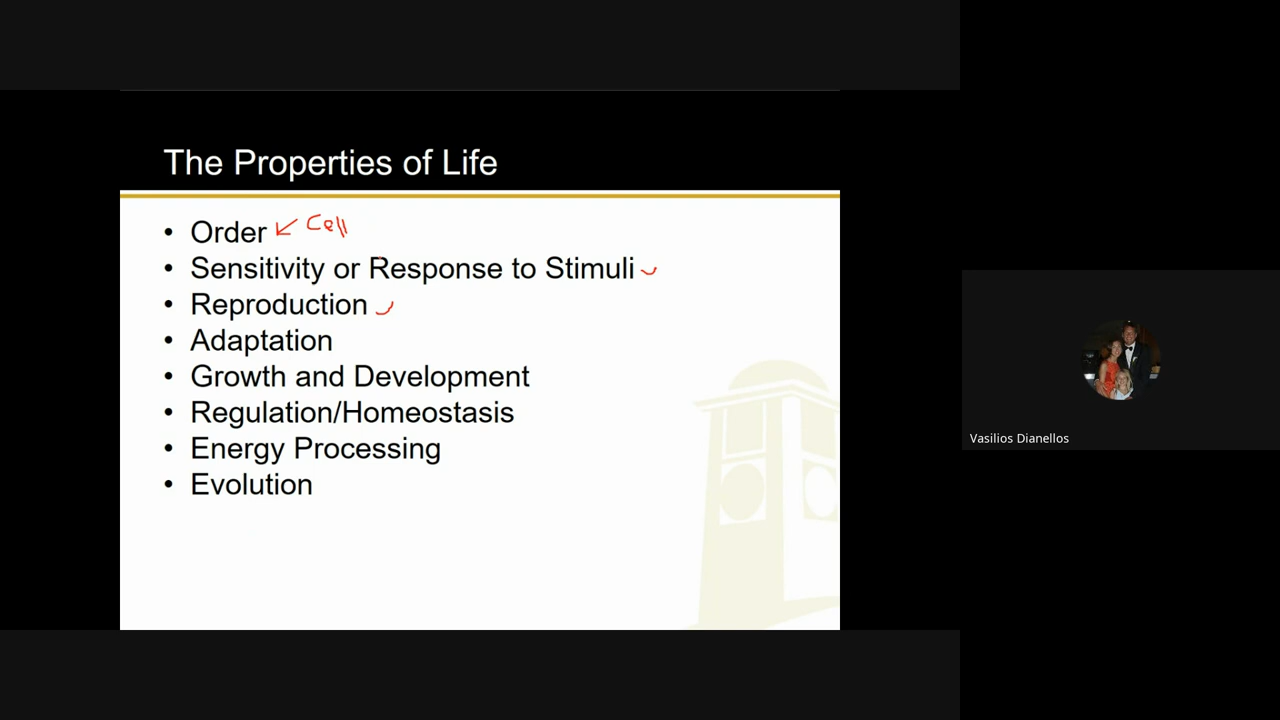 The Properties of Life
• Order Cell
• Sensitivity or Response to Stimuli
• Reproduction
• Adaptation
• Growth and Development
• Regulation/Homeostasis
• Energy Processing
• Evolution
Vasilios Dianellos